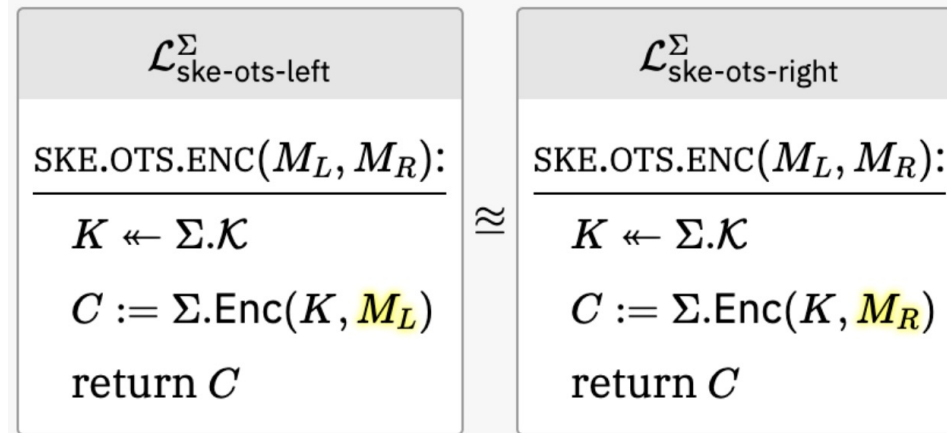 ℒ^Σ_ske-ots-left
SKE.OTS.ENC(M_L, M_R):
K ↞ Σ.𝒦
C := Σ.Enc(K, M_L)
return C
≊
ℒ^Σ_ske-ots-right
SKE.OTS.ENC(M_L, M_R):
K ↞ Σ.𝒦
C := Σ.Enc(K, M_R)
return C